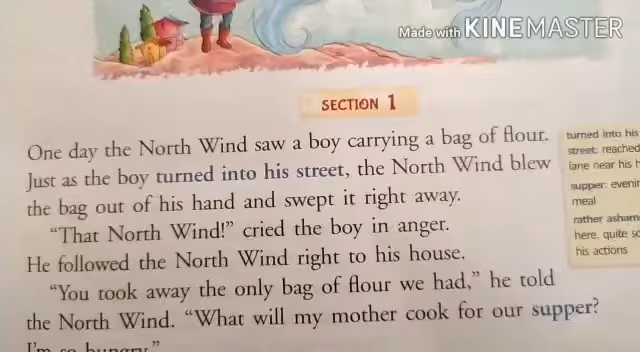 Made with KINEMASTER
SECTION 1
One day the North Wind saw a boy carrying a bag of flour.
Just as the boy turned into his street, the North Wind blew
the bag out of his hand and swept it right away.
“That North Wind!” cried the boy in anger.
He followed the North Wind right to his house.
“You took away the only bag of flour we had,” he told
the North Wind. “What will my mother cook for our supper?
I'm so hungry.”
turned into his
street: reached
lane near his
supper:
meal
rather
here, quite
his actions